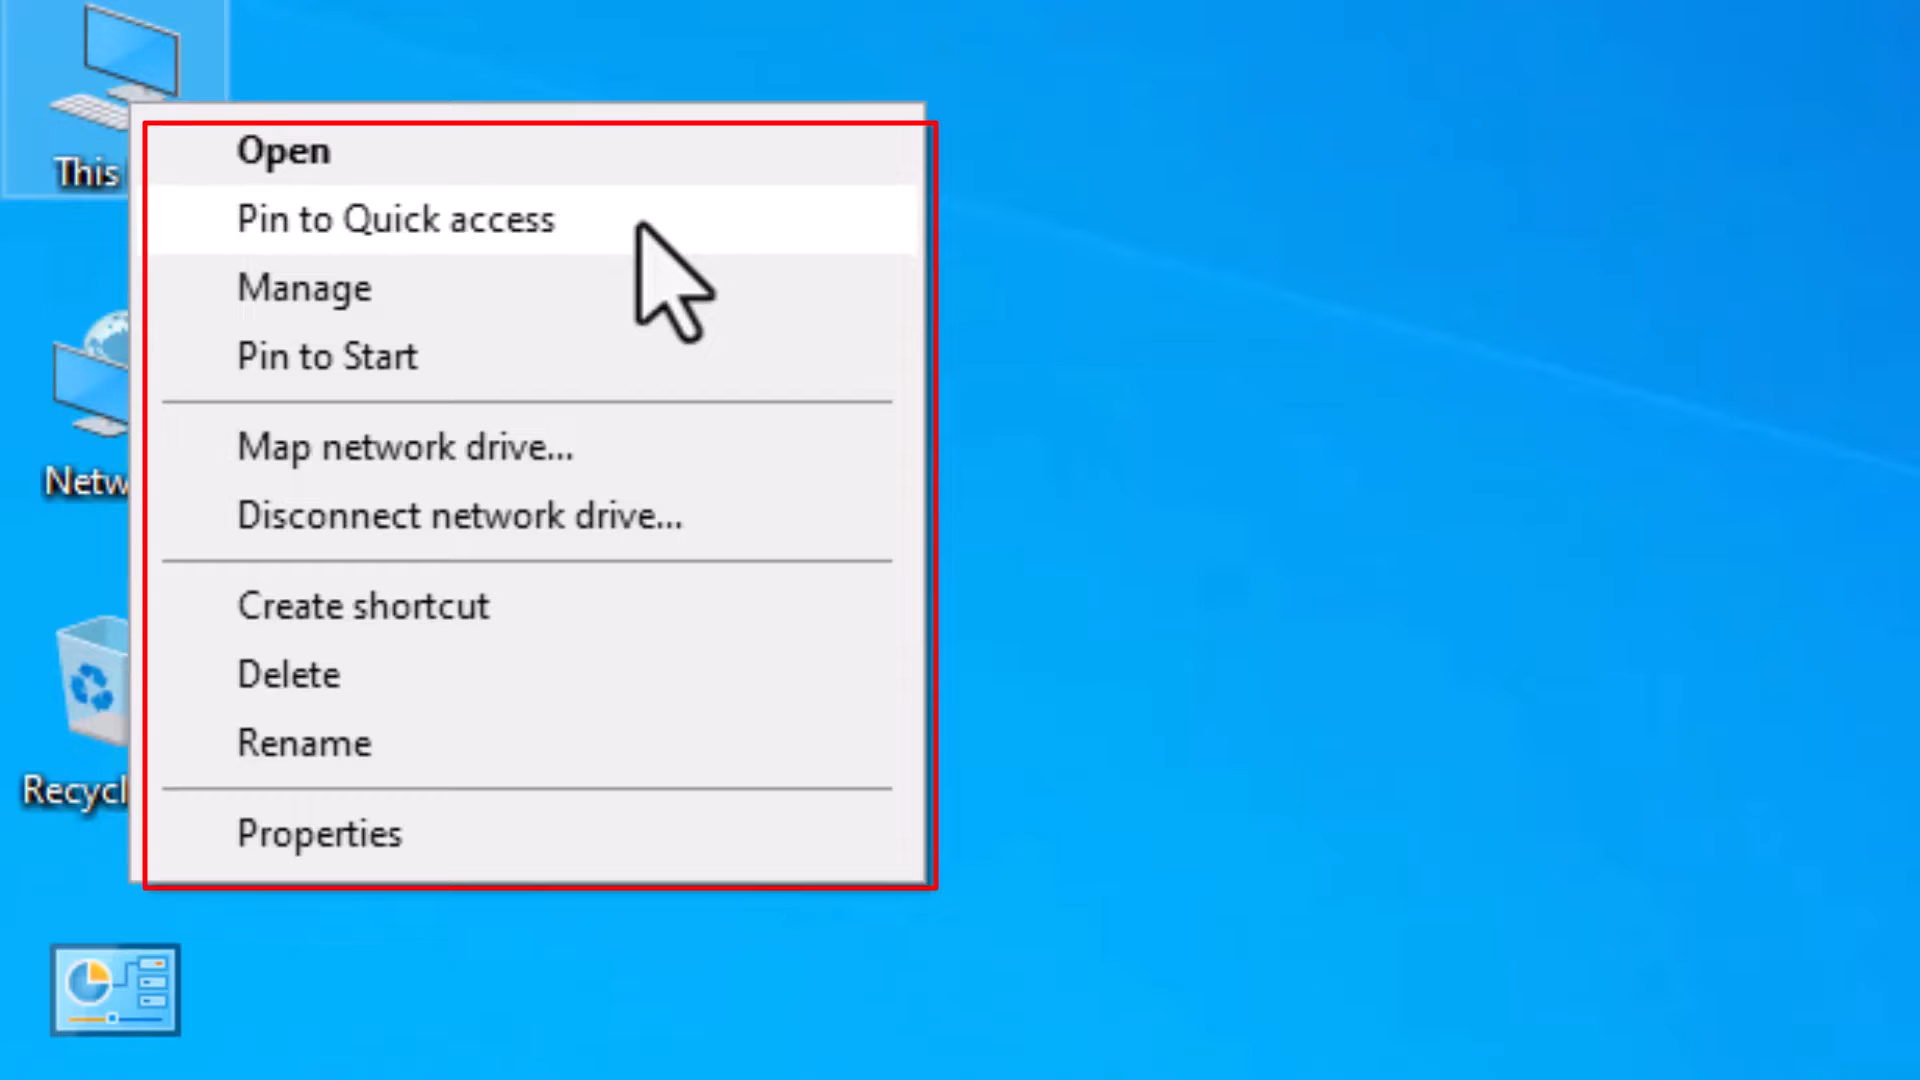 This
Open
Pin to Quick access
Manage
Pin to Start
Netw
Map network drive...
Disconnect network drive...
Create shortcut
Delete
Rename
Recycl
Properties